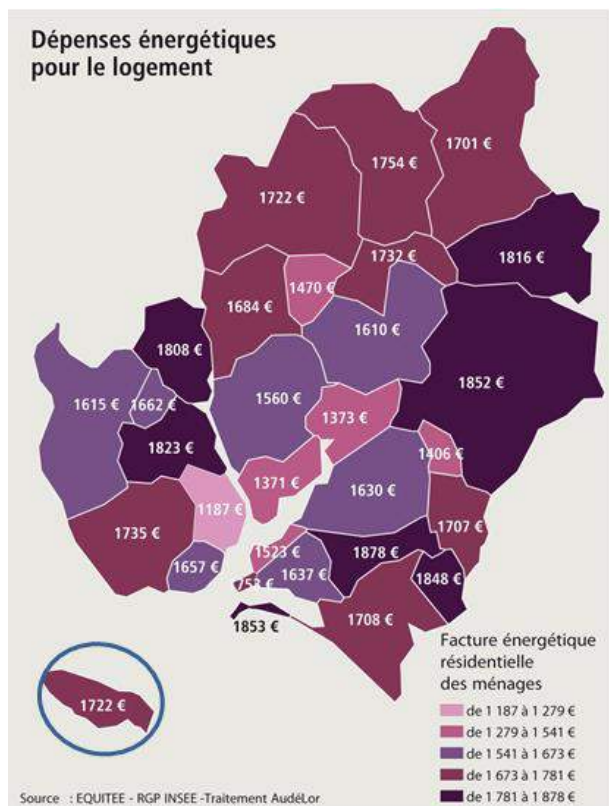 Dépenses énergétiques
pour le logement
1701 €
1754 €
1722 €
1732 €
1816 €
1470 €
1684 €
1610 €
1808 €
1852 €
1615 €
1662 €
1560 €
1373 €
1823 €
1406 €
1371 €
1630 €
1187 €
1707 €
1735 €
1523 €
1878 €
1657 €
1637 €
1848 €
1853 €
1708 €
1722 €
Facture énergétique
résidentielle
des ménages
de 1 187 à 1 279 €
de 1 279 à 1 541 €
de 1 541 à 1 673 €
de 1 673 à 1 781 €
de 1 781 à 1 878 €
Source : EQUITEE - RGP INSEE -Traitement AudéLor